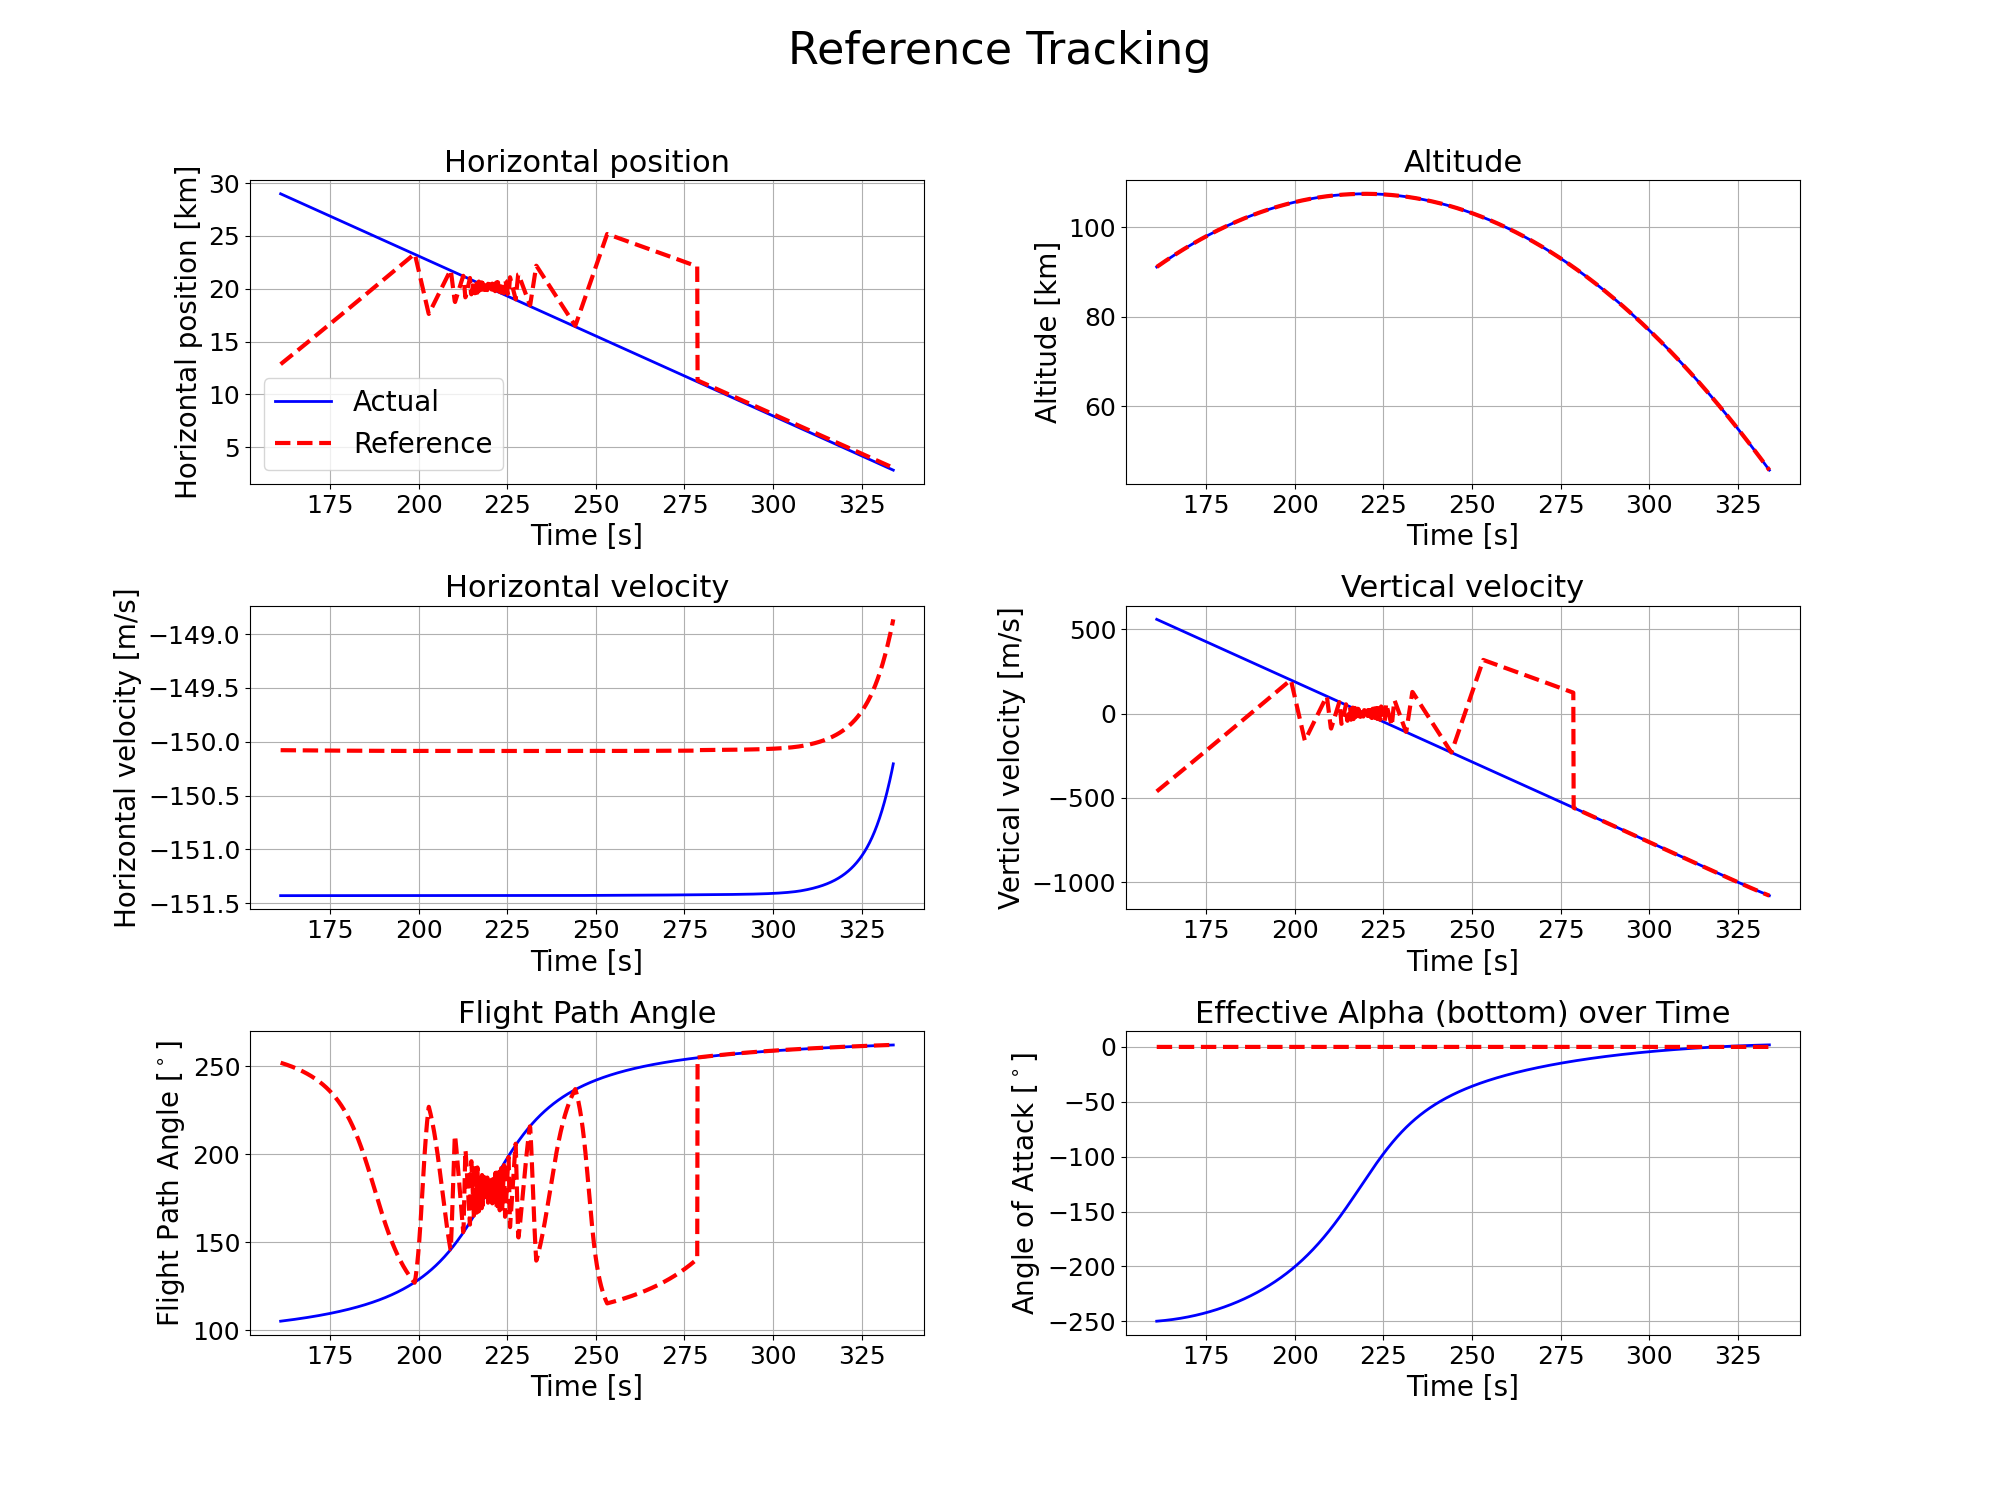 Reference Tracking
Horizontal position
Horizontal position [km]
30
25
20
15
10
5
Actual
Reference
175 200 225 250 275 300 325
Time [s]
Altitude
Altitude [km]
100
80
60
175 200 225 250 275 300 325
Time [s]
Horizontal velocity
Horizontal velocity [m/s]
−149.0
−149.5
−150.0
−150.5
−151.0
−151.5
175 200 225 250 275 300 325
Time [s]
Vertical velocity
Vertical velocity [m/s]
500
0
−500
−1000
175 200 225 250 275 300 325
Time [s]
Flight Path Angle
Flight Path Angle [°]
250
200
150
100
175 200 225 250 275 300 325
Time [s]
Effective Alpha (bottom) over Time
Angle of Attack [°]
0
−50
−100
−150
−200
−250
175 200 225 250 275 300 325
Time [s]